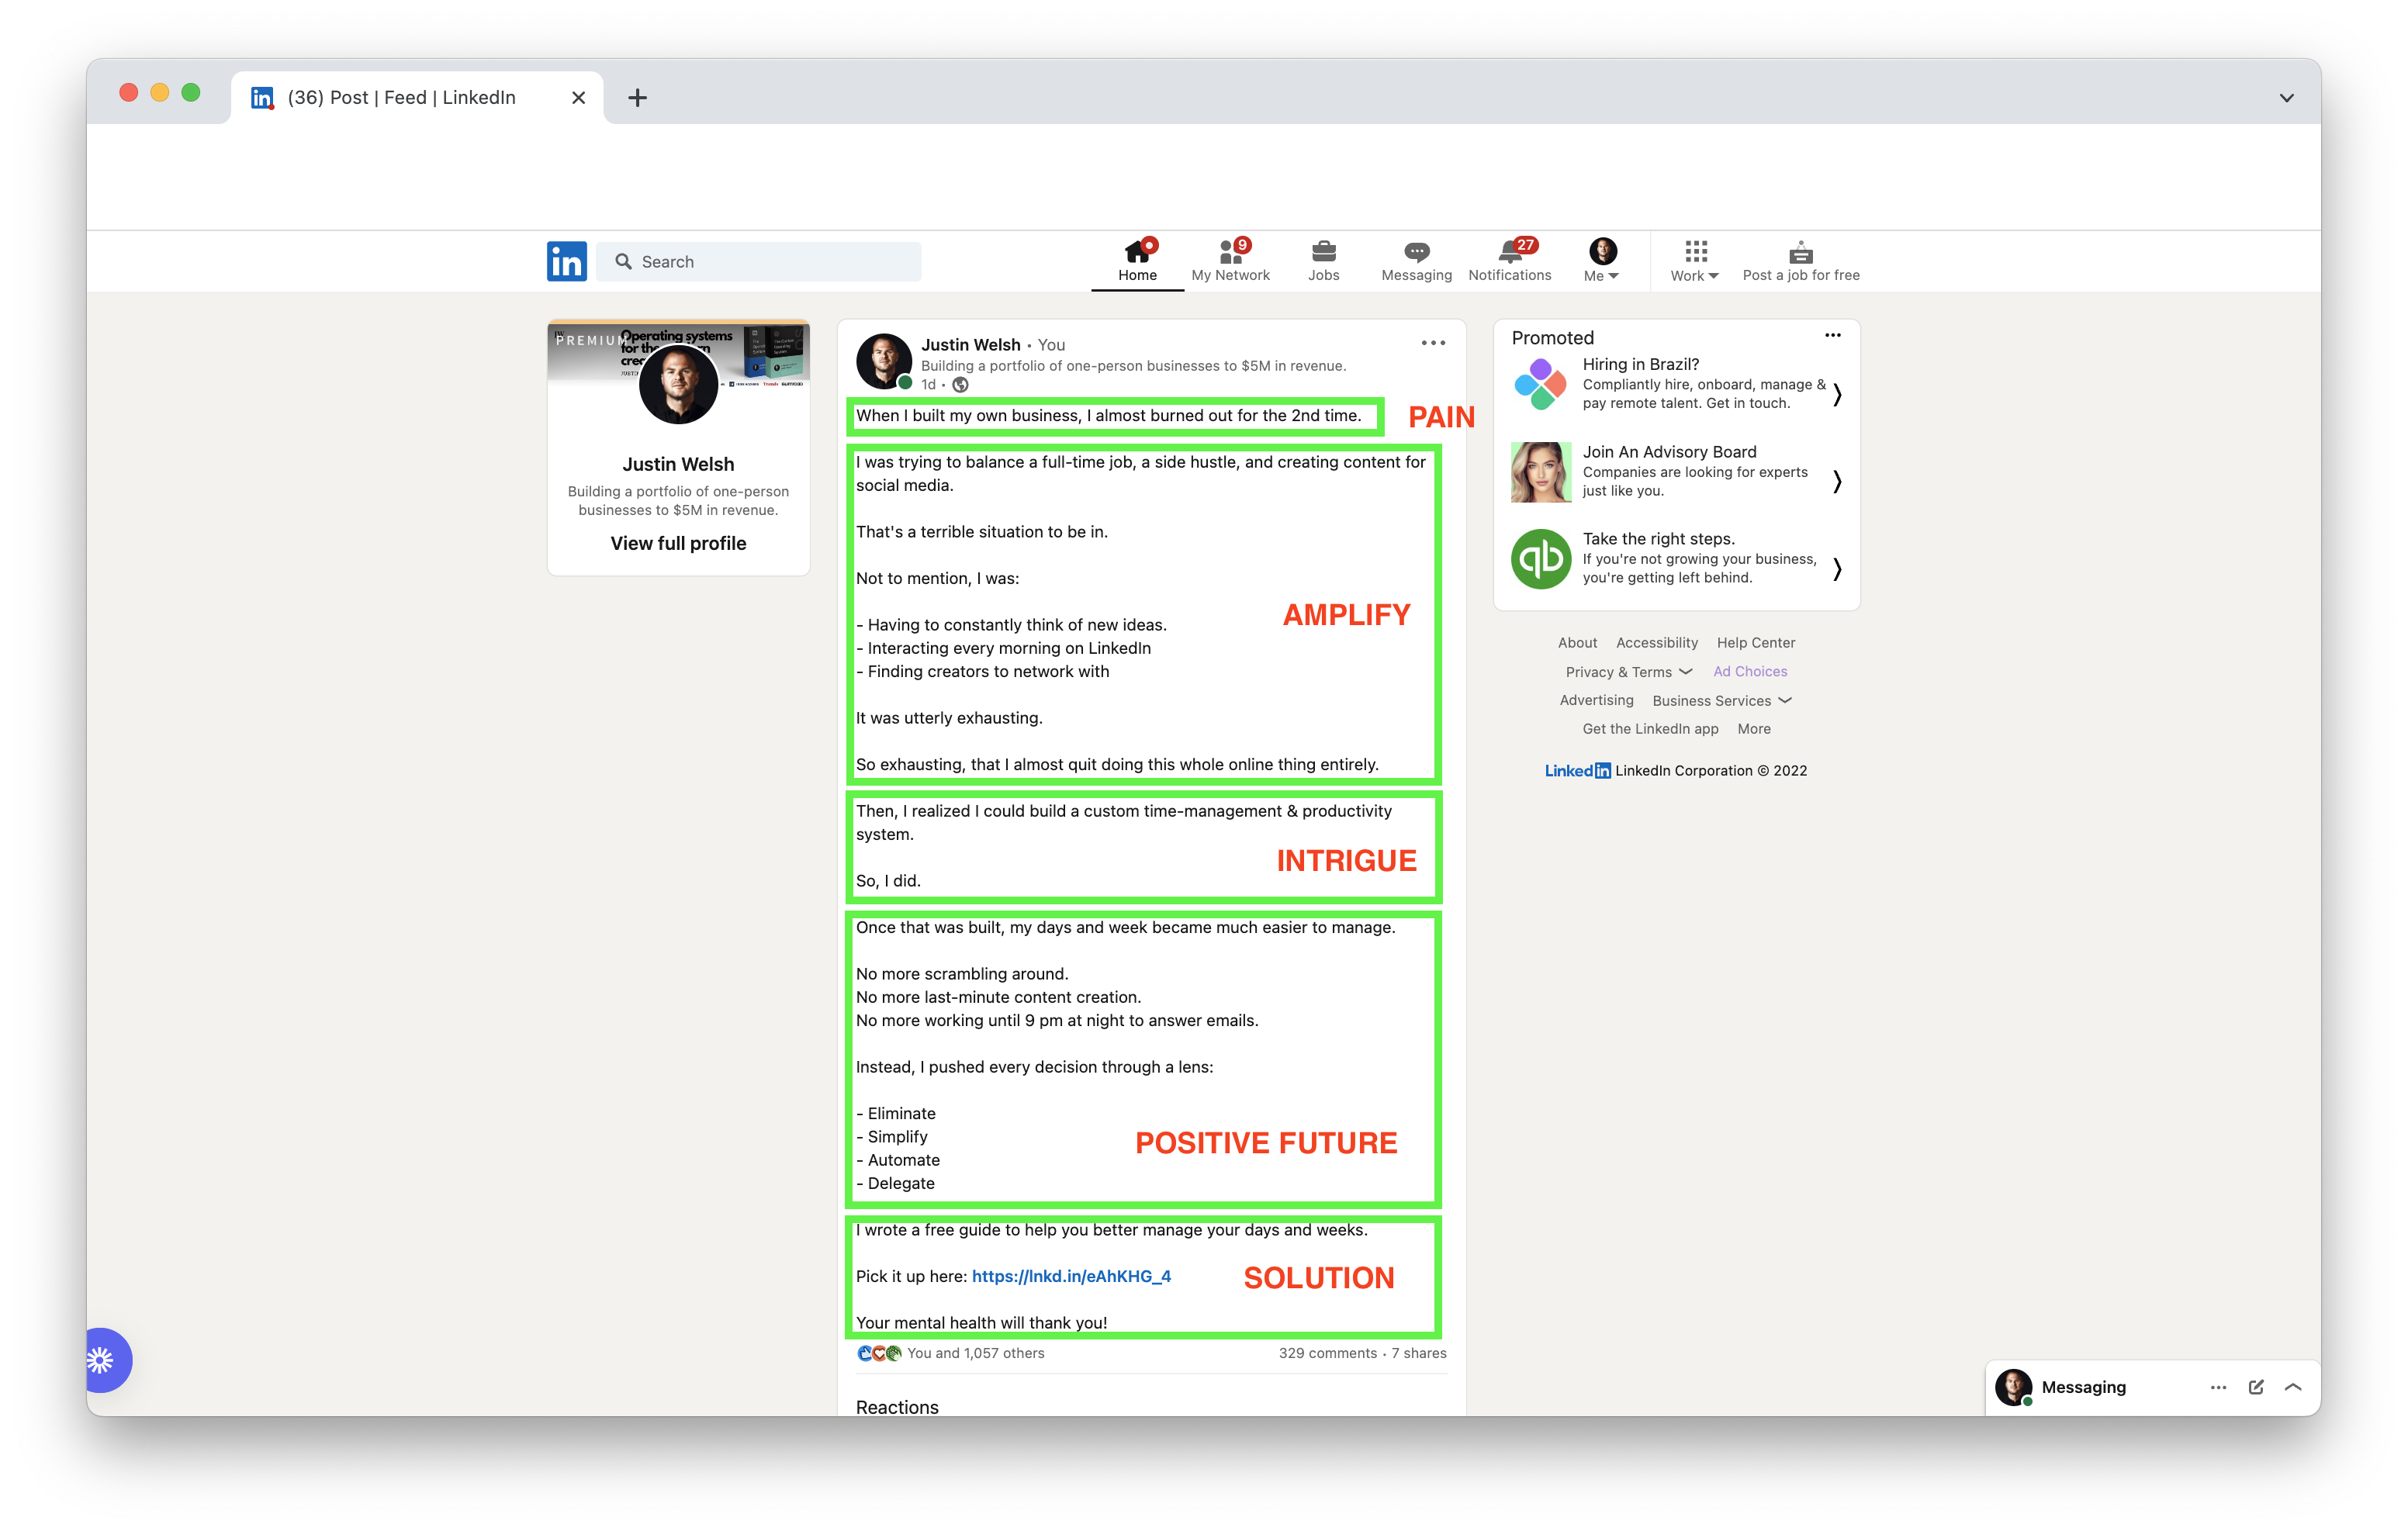 (36) Post | Feed | LinkedIn
in
Search
Home
9
My Network
Jobs
Messaging
27
Notifications
Me
Work
Post a job for free
PREMIUM
Operating systems
for the
View full profile
Justin Welsh
Building a portfolio of one-person
businesses to $5M in revenue.
Justin Welsh • You
Building a portfolio of one-person businesses to $5M in revenue.
1d •
When I built my own business, I almost burned out for the 2nd time.
PAIN
I was trying to balance a full-time job, a side hustle, and creating content for
social media.
That's a terrible situation to be in.
Not to mention, I was:
- Having to constantly think of new ideas.
- Interacting every morning on LinkedIn
- Finding creators to network with
AMPLIFY
It was utterly exhausting.
So exhausting, that I almost quit doing this whole online thing entirely.
Then, I realized I could build a custom time-management & productivity
system.
So, I did.
INTRIGUE
Once that was built, my days and week became much easier to manage.
No more scrambling around.
No more last-minute content creation.
No more working until 9 pm at night to answer emails.
Instead, I pushed every decision through a lens:
- Eliminate
- Simplify
- Automate
- Delegate
POSITIVE FUTURE
I wrote a free guide to help you better manage your days and weeks.
Pick it up here: https://lnkd.in/eAhKHG_4
Your mental health will thank you!
SOLUTION
You and 1,057 others
329 comments • 7 shares
Reactions
Promoted
Hiring in Brazil?
Compliantly hire, onboard, manage &
pay remote talent. Get in touch.
Join An Advisory Board
Companies are looking for experts
just like you.
qb
Take the right steps.
If you're not growing your business,
you're getting left behind.
About Accessibility Help Center
Privacy & Terms Ad Choices
Advertising Business Services
Get the LinkedIn app More
LinkedIn LinkedIn Corporation © 2022
Messaging